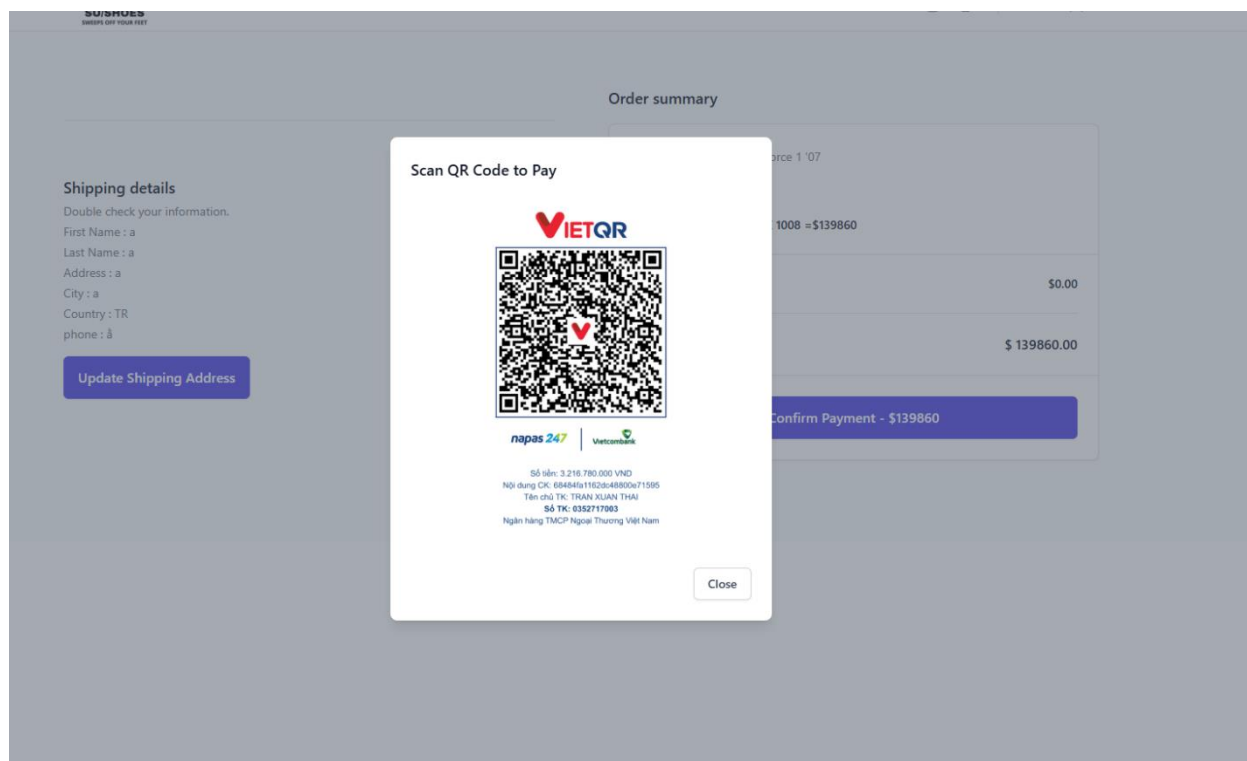 SU/SHOES
SWEEPS OFF YOUR FEET
Order summary
orce 1 '07
1008 =$139860
$0.00
$ 139860.00
Confirm Payment - $139860
Shipping details
Double check your information.
First Name : a
Last Name : a
Address : a
City : a
Country : TR
phone : å
Update Shipping Address
Scan QR Code to Pay
VIETQR
napas 247
Vietcombank
Số tiền: 3.216.780.000 VND
Nội dung CK: 68484fa1162dc48800e71595
Tên chủ TK: TRAN XUAN THAI
Số TK: 0352717003
Ngân hàng TMCP Ngoại Thương Việt Nam
Close